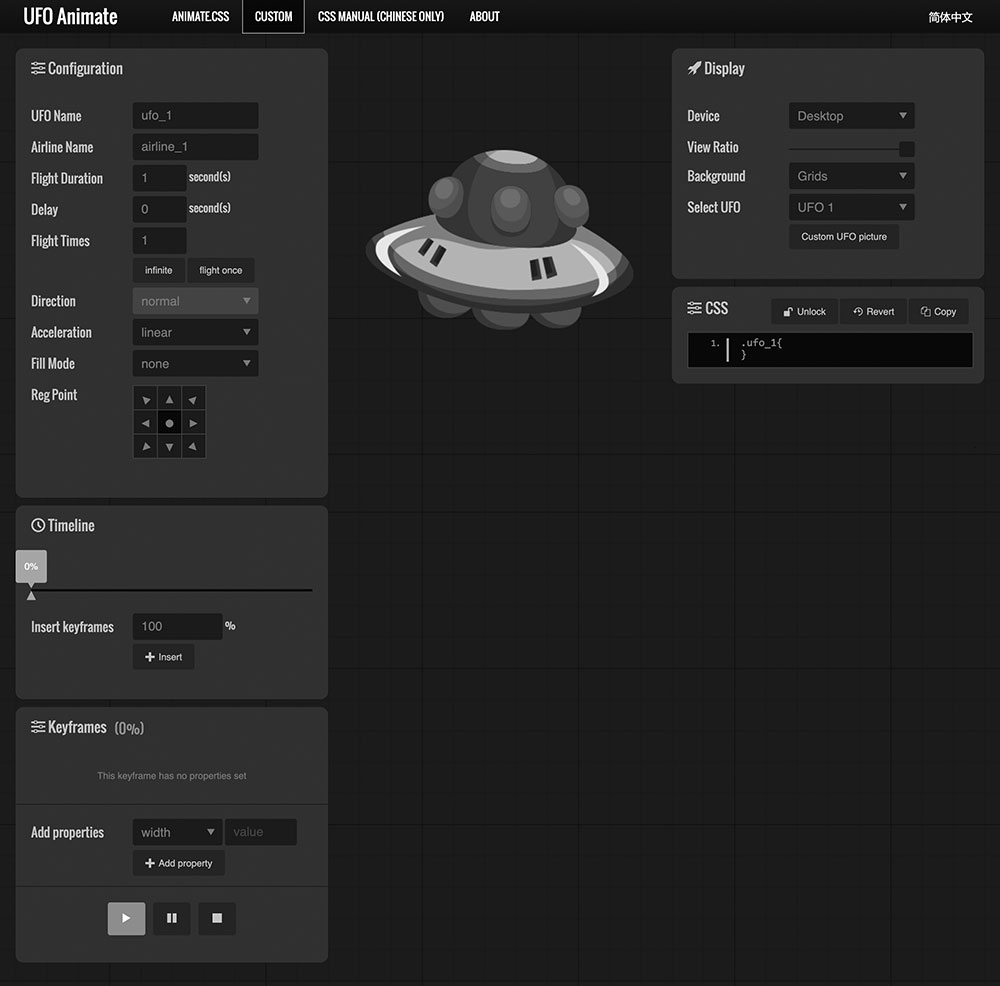 UFO Animate
ANIMATE.CSS
CUSTOM
CSS MANUAL (CHINESE ONLY)
ABOUT
简体中文
Configuration
UFO Name
ufo_1
Airline Name
airline_1
Flight Duration
1
second(s)
Delay
0
second(s)
Flight Times
1
infinite
flight once
Direction
normal
Acceleration
linear
Fill Mode
none
Reg Point
Timeline
0%
Insert keyframes
100
%
Insert
Keyframes (0%)
This keyframe has no properties set
Add properties
width
value
Add property
Display
Device
Desktop
View Ratio
Background
Grids
Select UFO
UFO 1
Custom UFO picture
CSS
Unlock
Revert
Copy
1. .ufo_1{
}